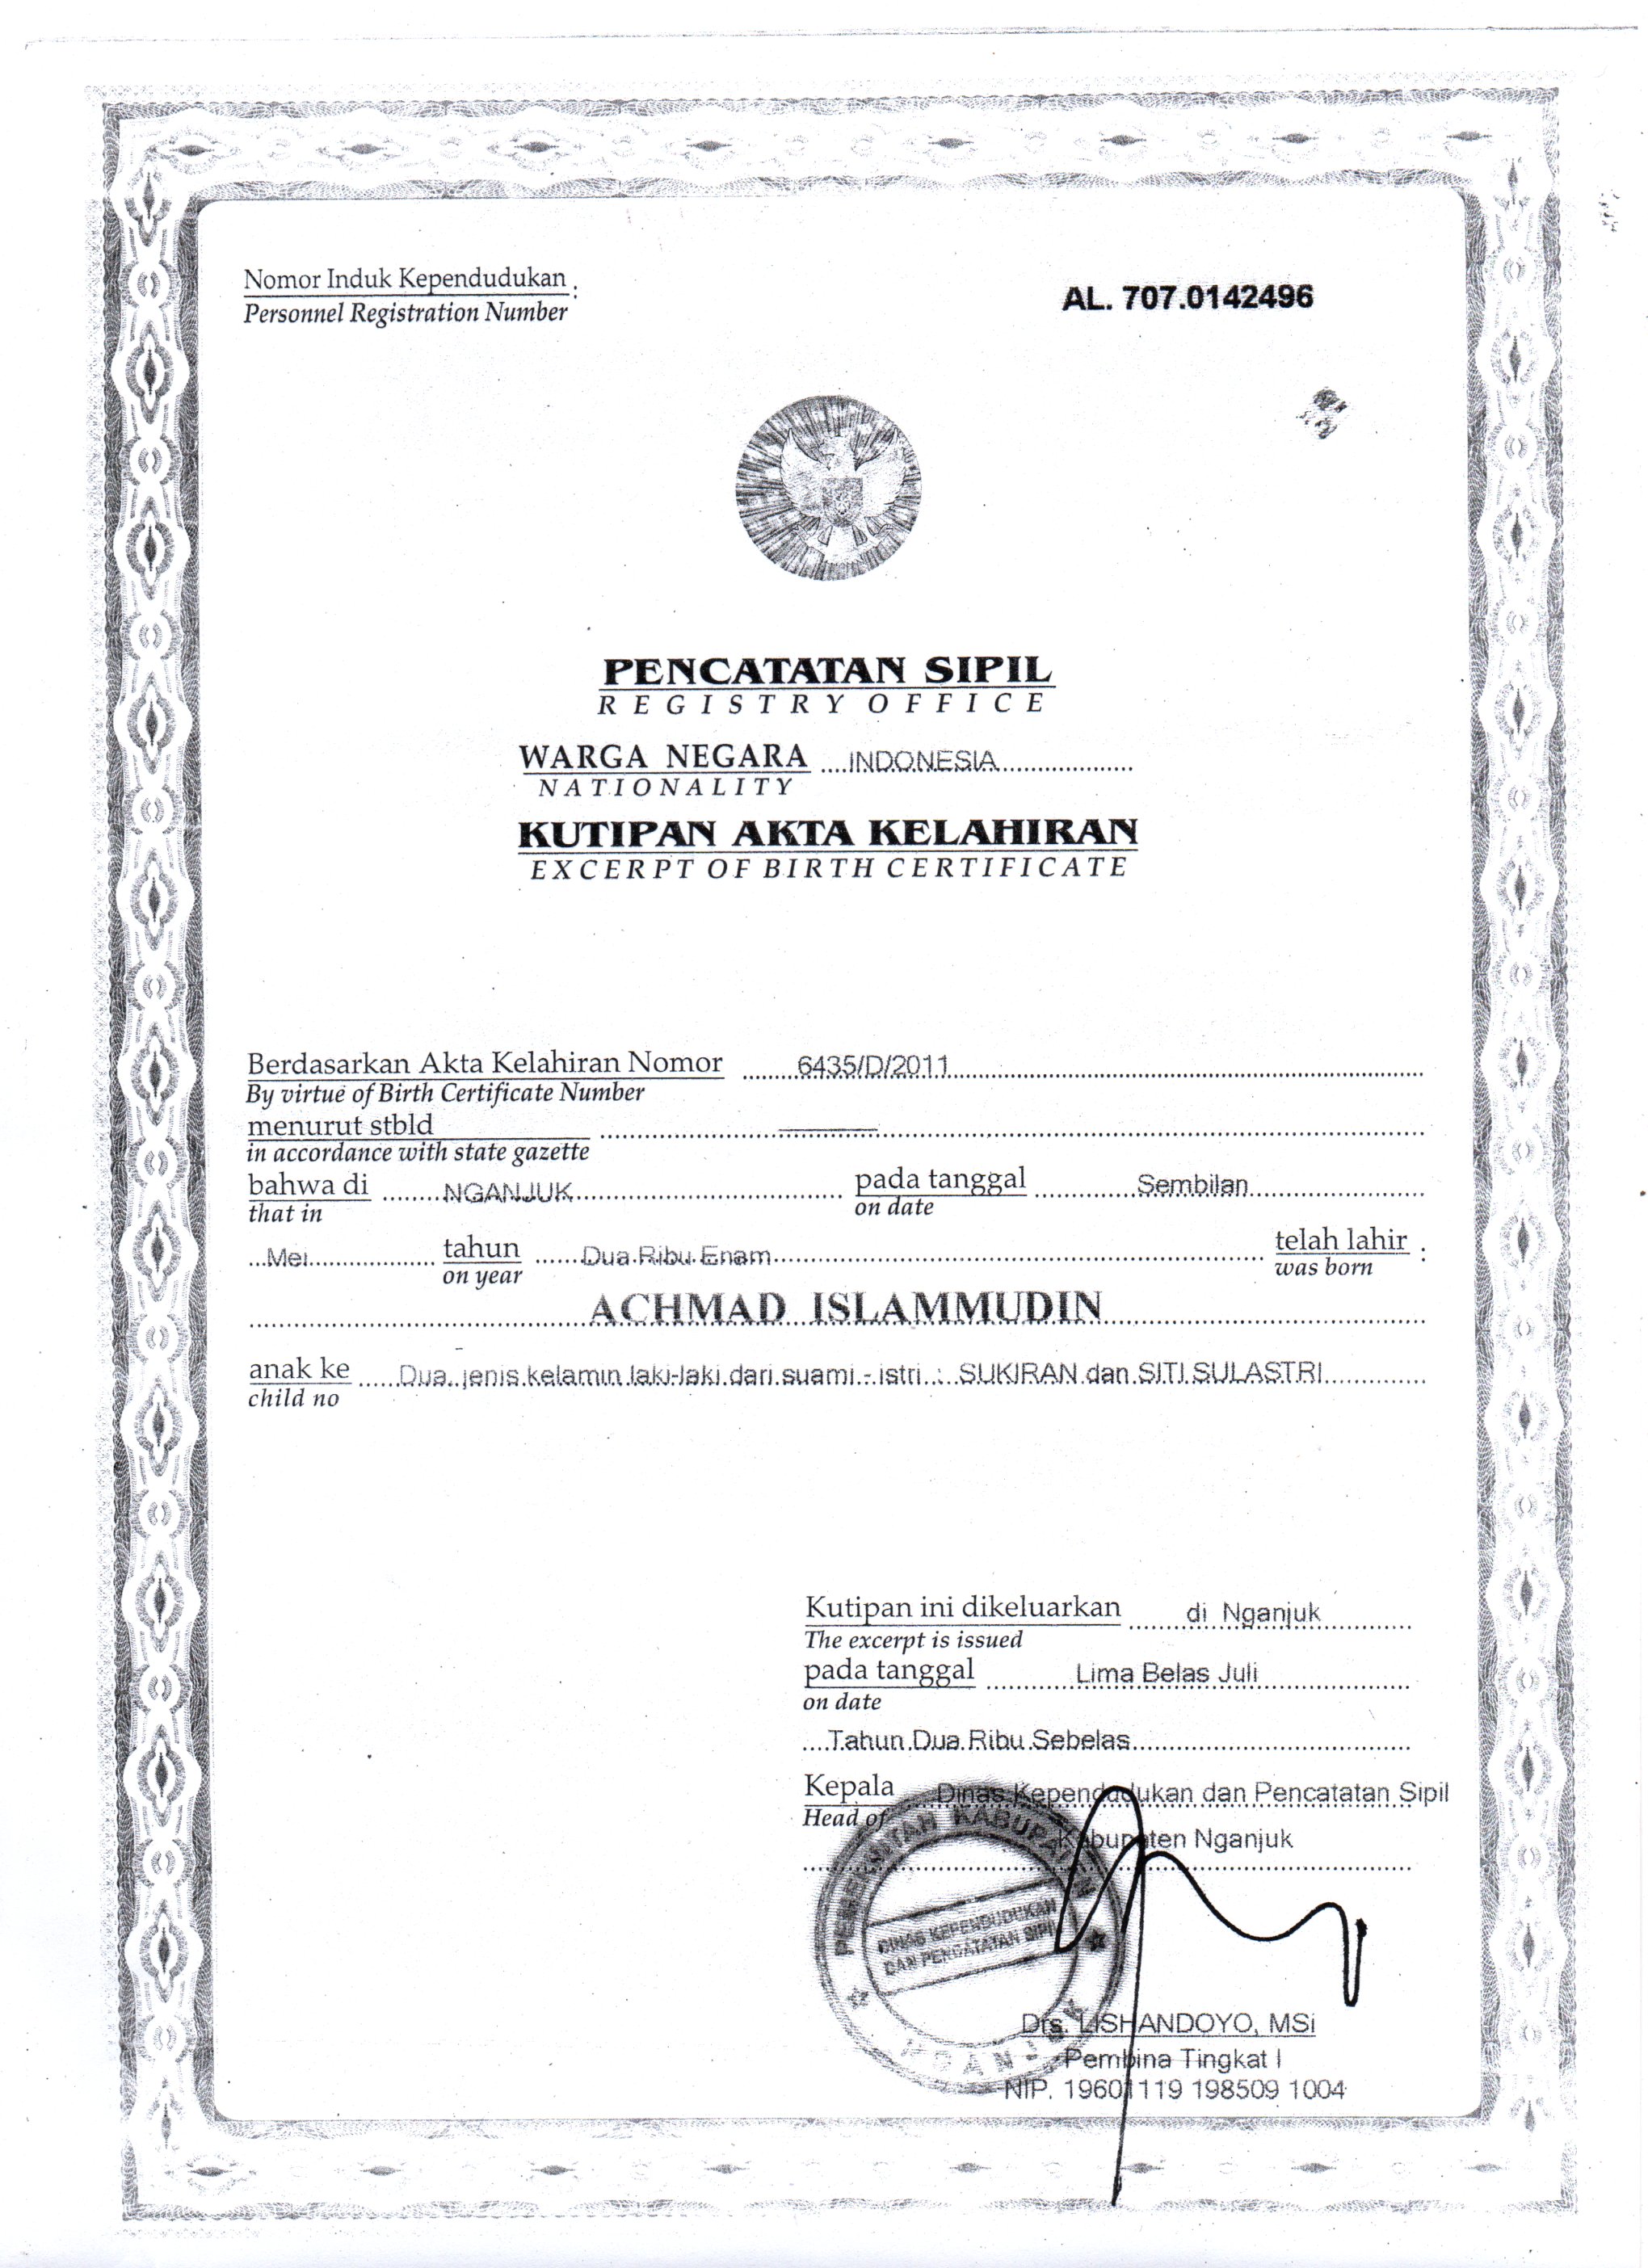 Nomor Induk Kependudukan :
Personnel Registration Number
AL. 707.0142496
PENCATATAN SIPIL
REGISTRY OFFICE
WARGA NEGARA INDONESIA
NATIONALITY
KUTIPAN AKTA KELAHIRAN
EXCERPT OF BIRTH CERTIFICATE
Berdasarkan Akta Kelahiran Nomor 6435/D/2011
By virtue of Birth Certificate Number
menurut stbld
in accordance with state gazette
bahwa di NGANJUK pada tanggal Sembilan
that in on date
Mei tahun Dua Ribu Enam telah lahir :
on year was born
ACHMAD ISLAMMUDIN
anak ke Dua, jenis kelamin laki-laki dari suami - istri : SUKIRAN dan SITI SULASTRI
child no
Kutipan ini dikeluarkan di Nganjuk
The excerpt is issued
pada tanggal Lima Belas Juli
on date
Tahun Dua Ribu Sebelas
Kepala Dinas Kependudukan dan Pencatatan Sipil
Head of
Kabupaten Nganjuk
PEMERINTAH KABUPATEN
DINAS KEPENDUDUKAN
DAN PENCATATAN SIPIL
NGANJUK
Drs. LISHANDOYO, MSi
Pembina Tingkat I
NIP. 19601119 198509 1004